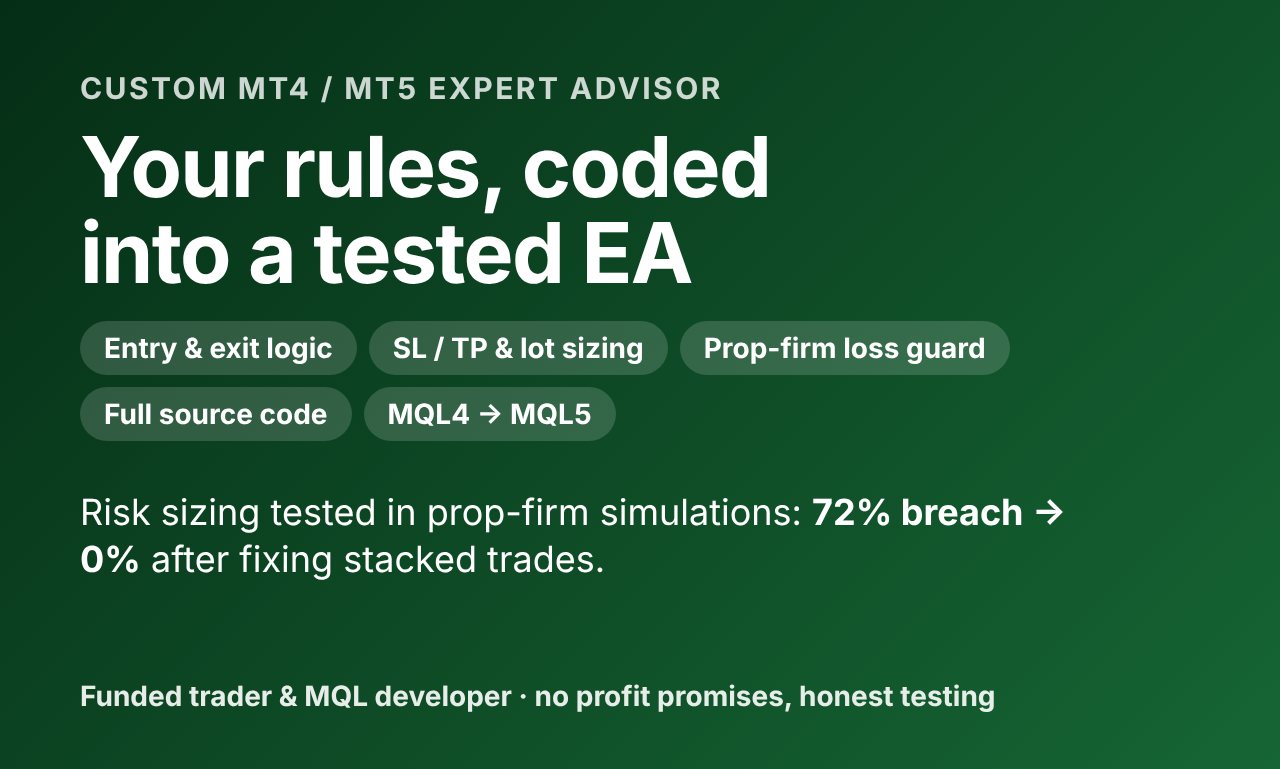 CUSTOM MT4 / MT5 EXPERT ADVISOR
Your rules, coded
into a tested EA
Entry & exit logic
SL / TP & lot sizing
Prop-firm loss guard
Full source code
MQL4 → MQL5
Risk sizing tested in prop-firm simulations: 72% breach →
0% after fixing stacked trades.
Funded trader & MQL developer · no profit promises, honest testing